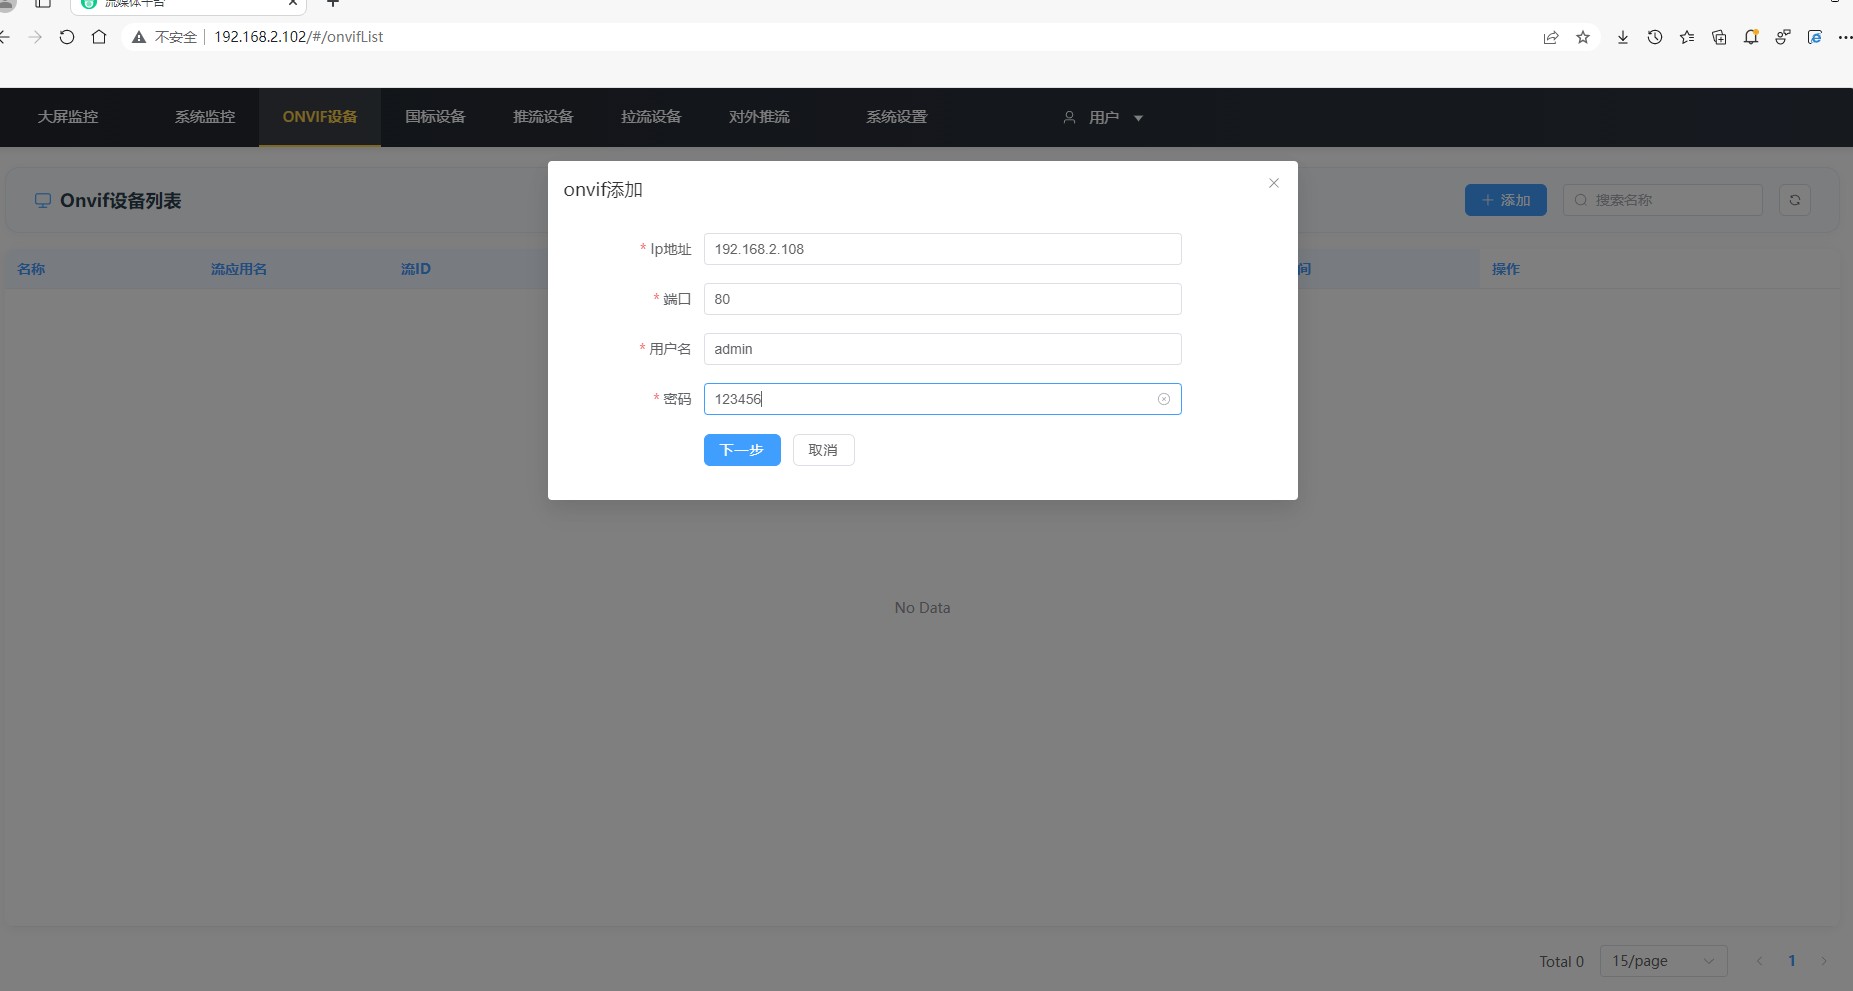 流媒体平台
不安全 192.168.2.102/#/onvifList
大屏监控 系统监控 ONVIF设备 国标设备 推流设备 拉流设备 对外推流 系统设置 用户
Onvif设备列表 添加 搜索名称
名称 流应用名 流ID 间 操作
onvif添加
* Ip地址 192.168.2.108
* 端口 80
* 用户名 admin
* 密码 123456
下一步 取消
No Data
Total 0 15/page 1